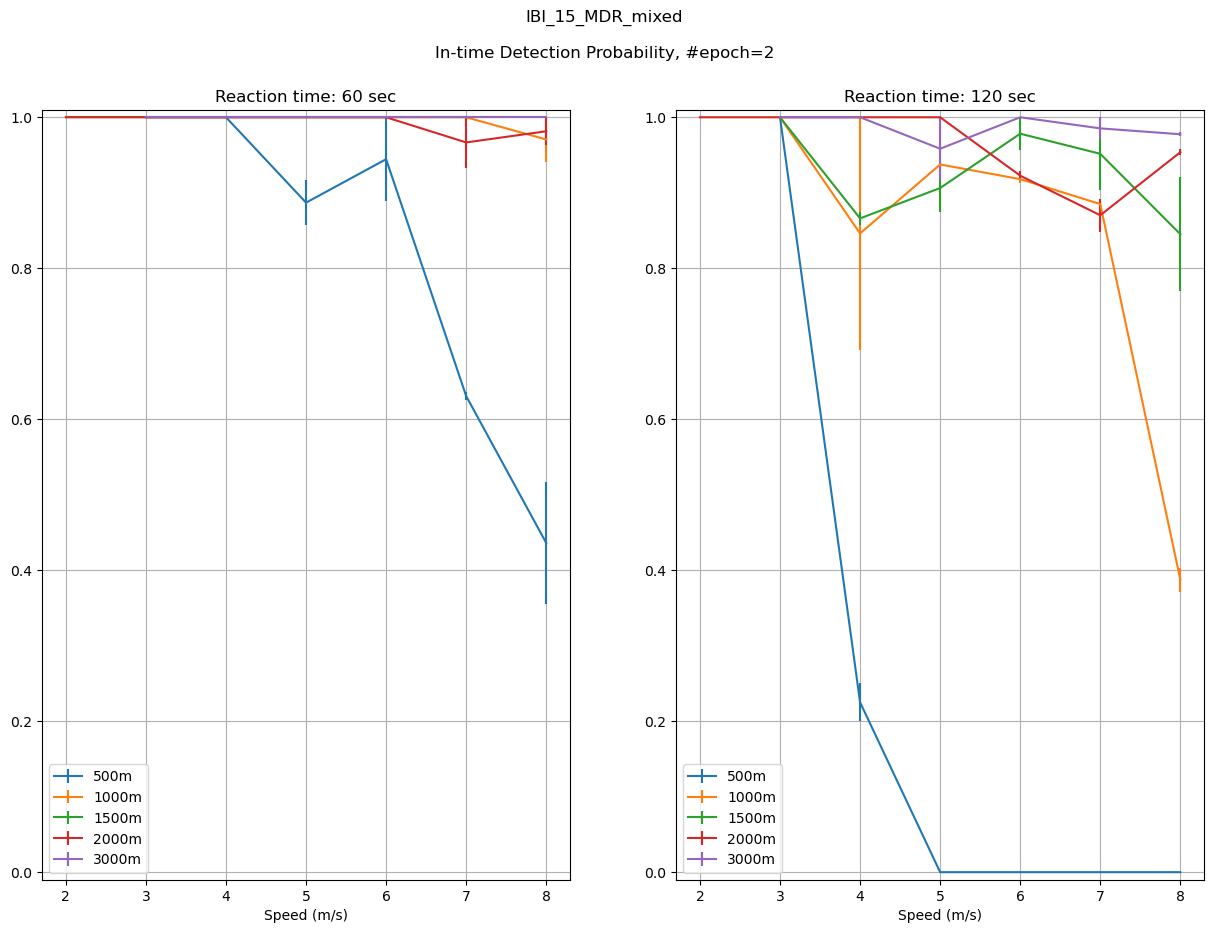 IBI_15_MDR_mixed
In-time Detection Probability, #epoch=2
Reaction time: 60 sec
1.0
0.8
0.6
0.4
0.2
0.0
500m
1000m
1500m
2000m
3000m
2 3 4 5 6 7 8
Speed (m/s)
Reaction time: 120 sec
1.0
0.8
0.6
0.4
0.2
0.0
500m
1000m
1500m
2000m
3000m
2 3 4 5 6 7 8
Speed (m/s)